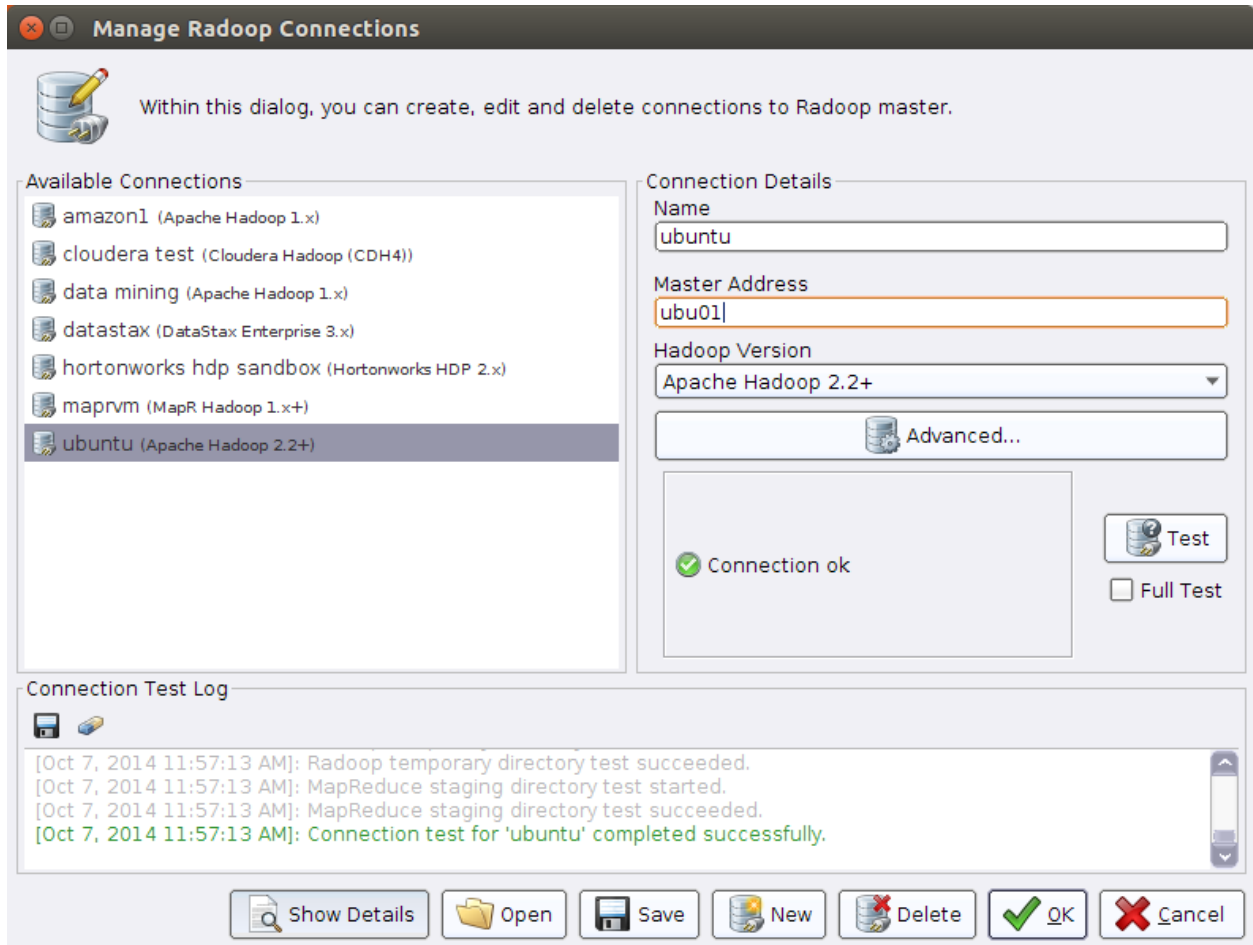 Manage Radoop Connections
Within this dialog, you can create, edit and delete connections to Radoop master.
Available Connections
amazon1 (Apache Hadoop 1.x)
cloudera test (Cloudera Hadoop (CDH4))
data mining (Apache Hadoop 1.x)
datastax (DataStax Enterprise 3.x)
hortonworks hdp sandbox (Hortonworks HDP 2.x)
maprvm (MapR Hadoop 1.x+)
ubuntu (Apache Hadoop 2.2+)
Connection Details
Name
ubuntu
Master Address
ubu01
Hadoop Version
Apache Hadoop 2.2+
Advanced...
Connection ok
Test
Full Test
Connection Test Log
[Oct 7, 2014 11:57:13 AM]: Radoop temporary directory test succeeded.
[Oct 7, 2014 11:57:13 AM]: MapReduce staging directory test started.
[Oct 7, 2014 11:57:13 AM]: MapReduce staging directory test succeeded.
[Oct 7, 2014 11:57:13 AM]: Connection test for 'ubuntu' completed successfully.
Show Details
Open
Save
New
Delete
OK
Cancel